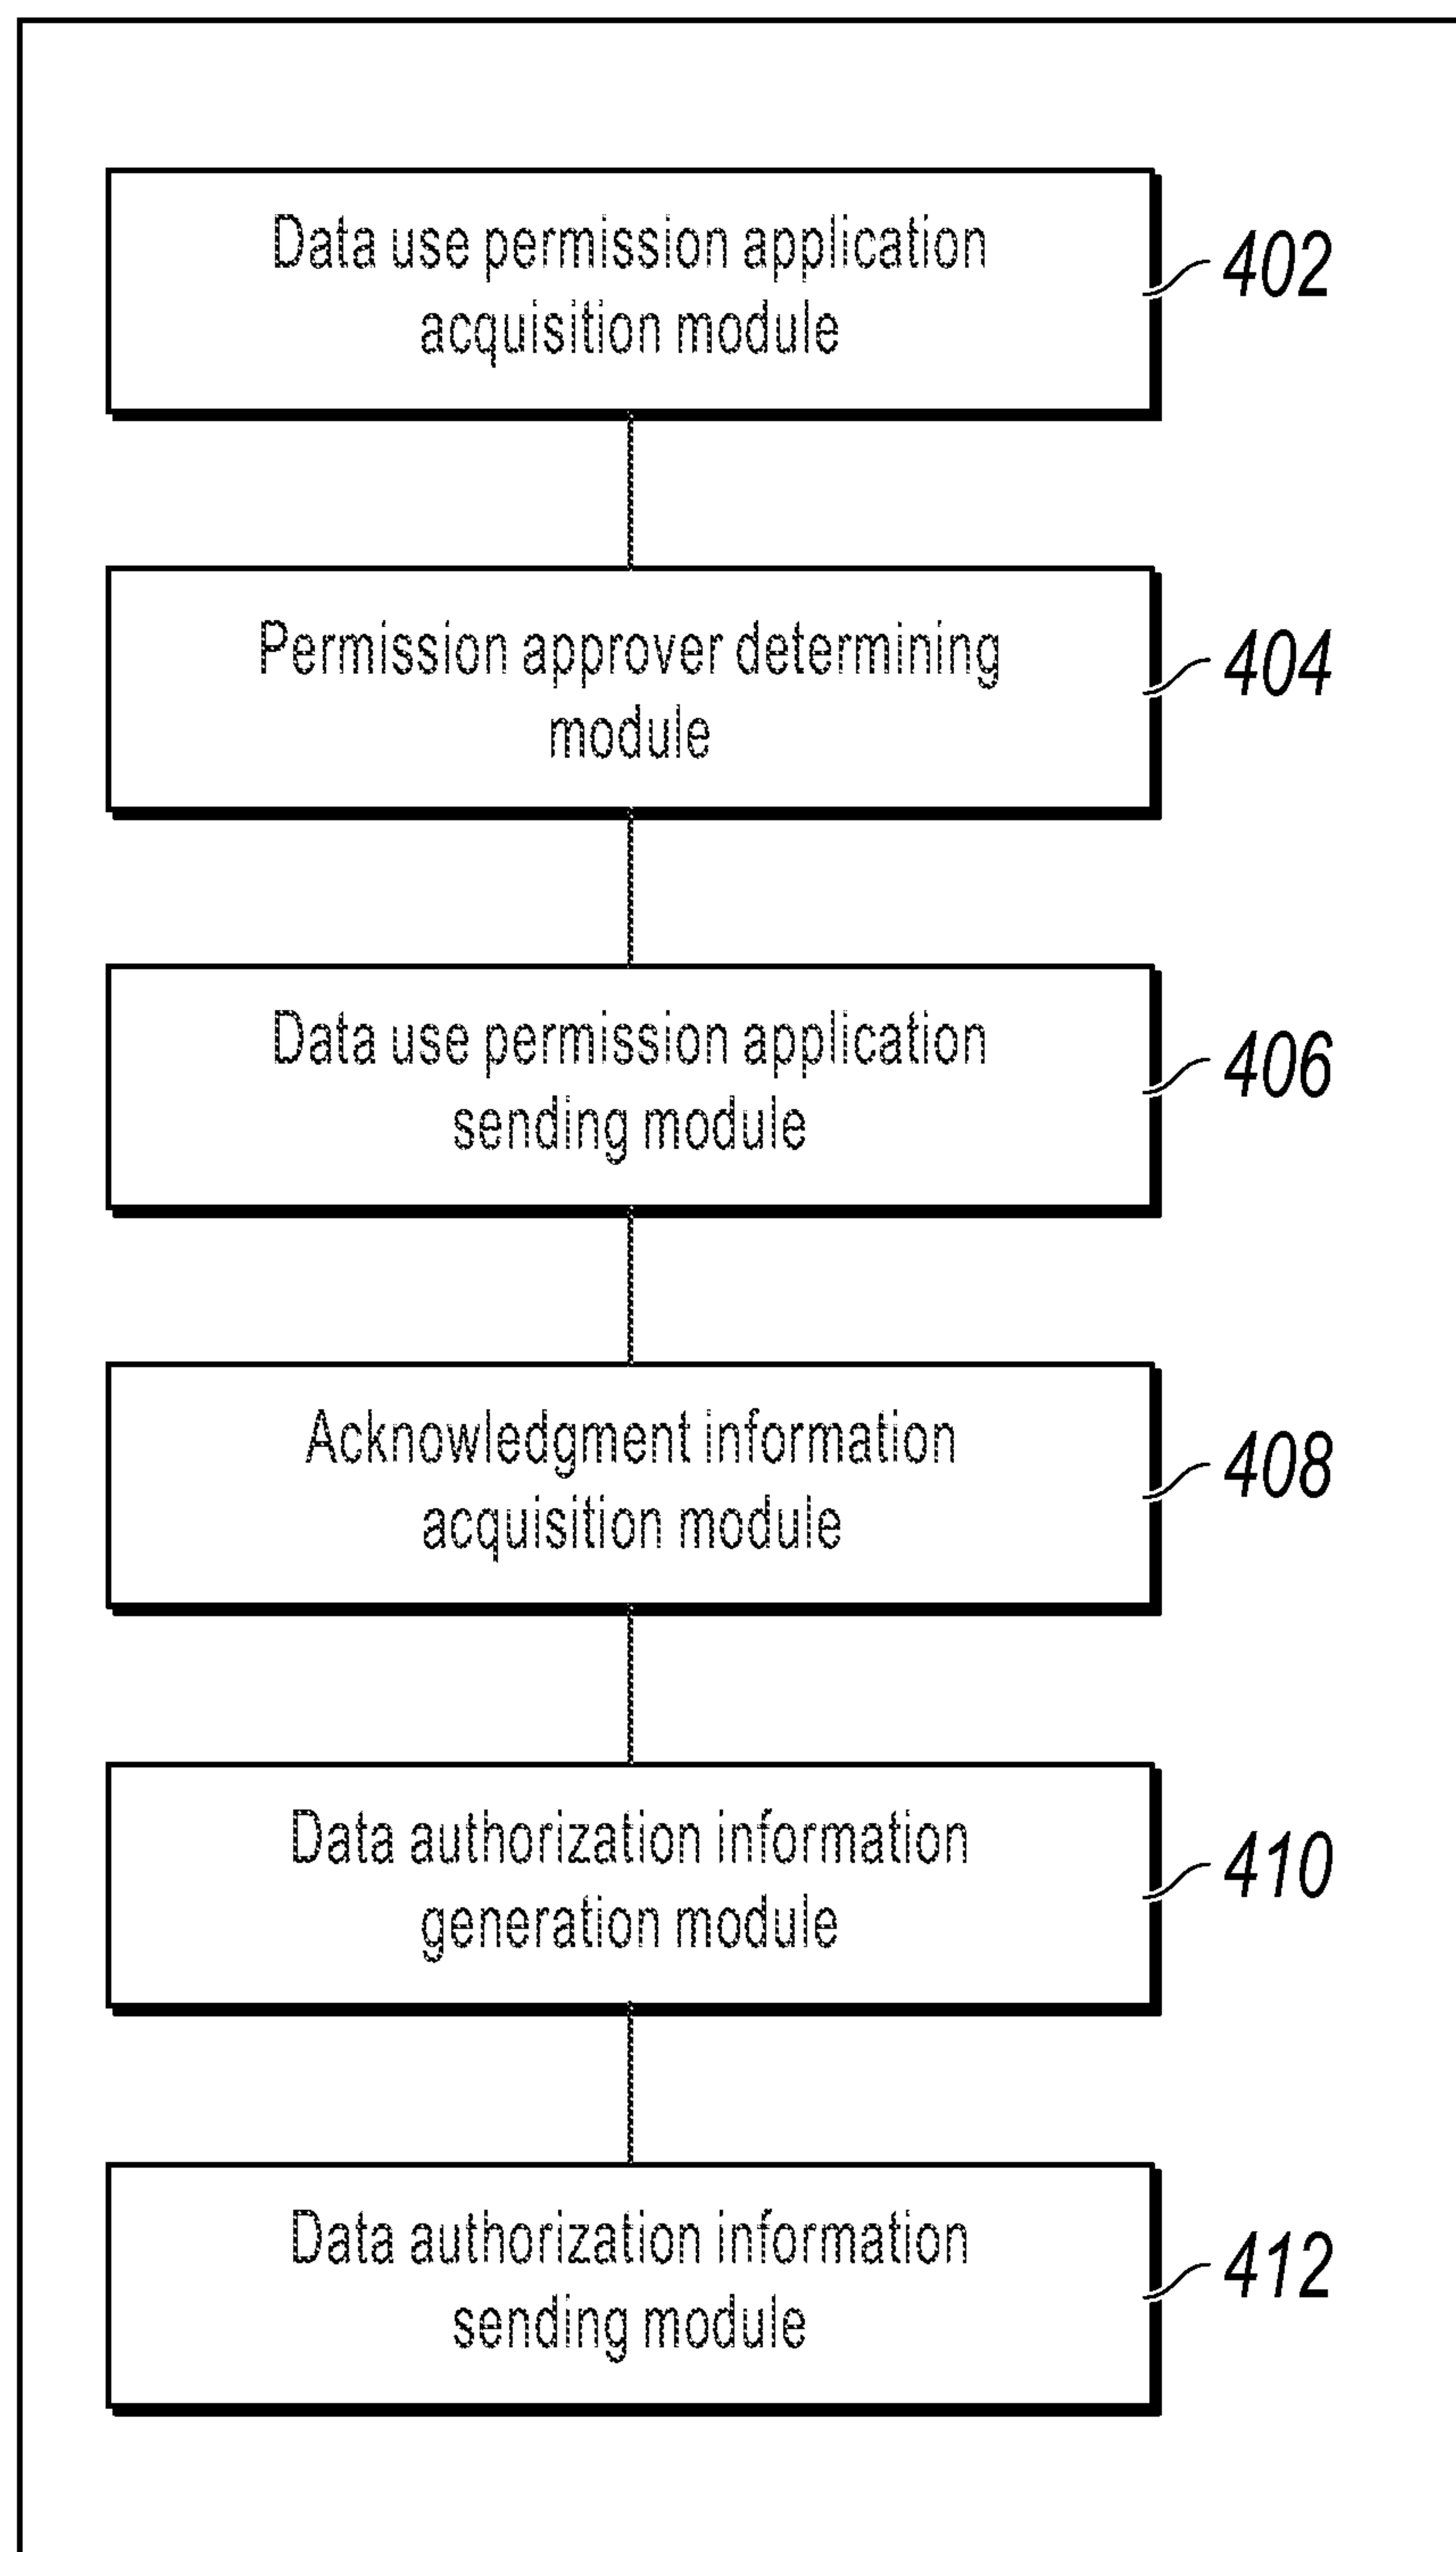 Data use permission application
acquisition module
402
Permission approver determining
module
404
Data use permission application
sending module
406
Acknowledgment information
acquisition module
408
Data authorization information
generation module
410
Data authorization information
sending module
412